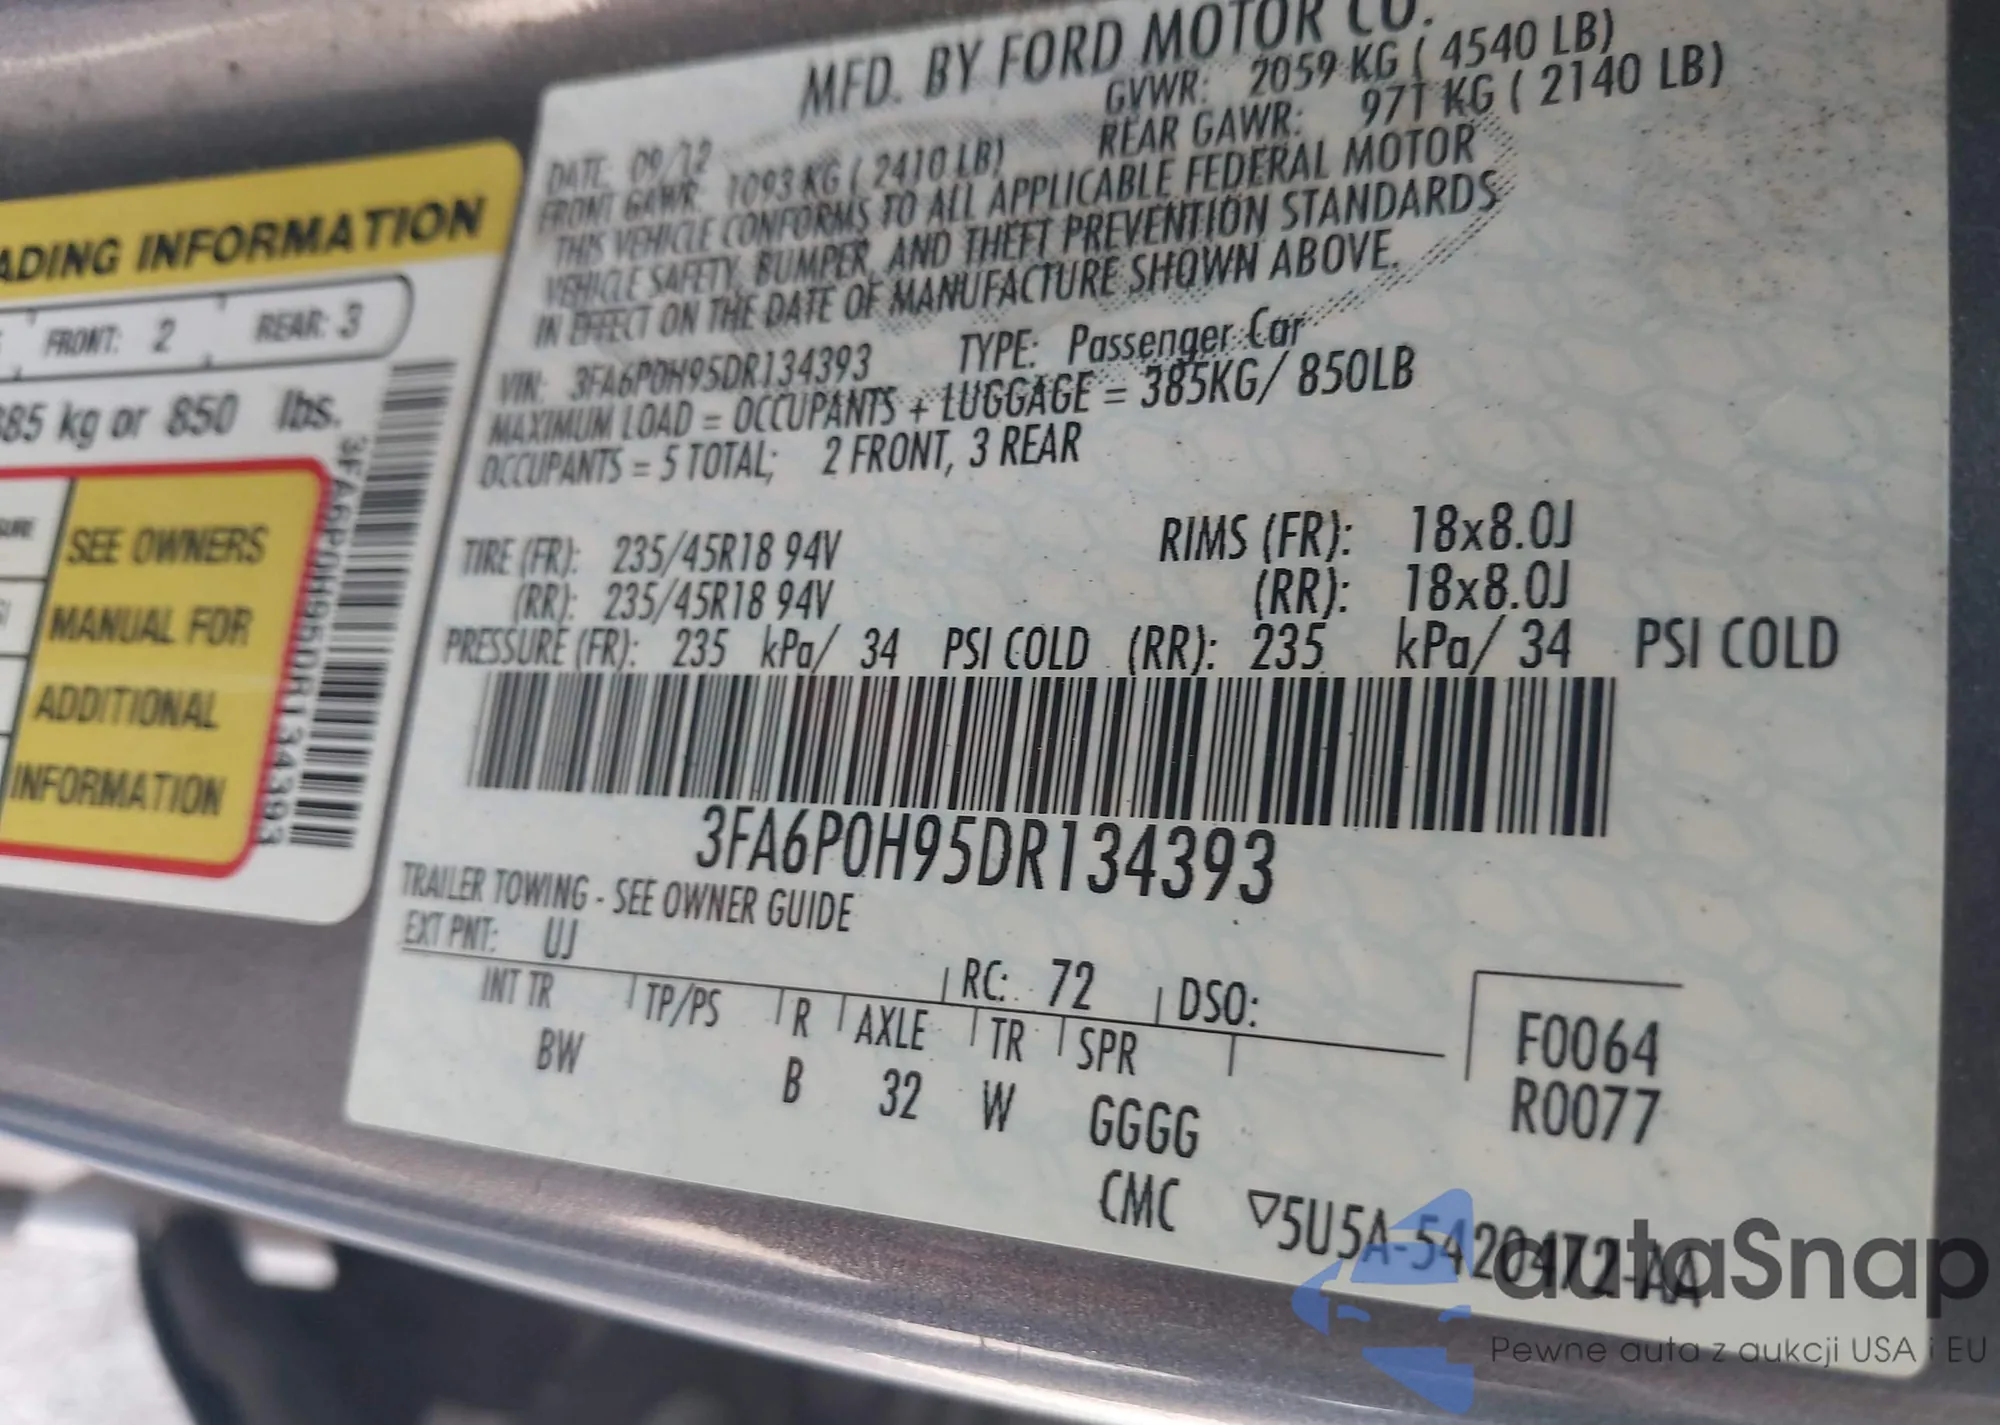 ADING INFORMATION
FRONT: 2 REAR: 3
385 kg or 850 lbs.
SEE OWNERS
MANUAL FOR
ADDITIONAL
INFORMATION
3FA6P0H95DR134393
MFD. BY FORD MOTOR CO.
DATE: 09/12 GVWR: 2059 KG ( 4540 LB)
FRONT GAWR: 1093 KG ( 2410 LB) REAR GAWR: 971 KG ( 2140 LB)
THIS VEHICLE CONFORMS TO ALL APPLICABLE FEDERAL MOTOR
VEHICLE SAFETY, BUMPER, AND THEFT PREVENTION STANDARDS
IN EFFECT ON THE DATE OF MANUFACTURE SHOWN ABOVE.
VIN: 3FA6P0H95DR134393 TYPE: Passenger Car
MAXIMUM LOAD = OCCUPANTS + LUGGAGE = 385KG/ 850LB
OCCUPANTS = 5 TOTAL; 2 FRONT, 3 REAR
TIRE (FR): 235/45R18 94V RIMS (FR): 18x8.0J
(RR): 235/45R18 94V (RR): 18x8.0J
PRESSURE (FR): 235 kPa/ 34 PSI COLD (RR): 235 kPa/ 34 PSI COLD
3FA6P0H95DR134393
TRAILER TOWING - SEE OWNER GUIDE
EXT PNT: UJ RC: 72 DSO:
INT TR TP/PS R AXLE TR SPR
BW B 32 W GGGG
F0064
R0077
CMC ▽5U5A-5420472-AA
autaSnap
Pewne auta z aukcji USA i EU